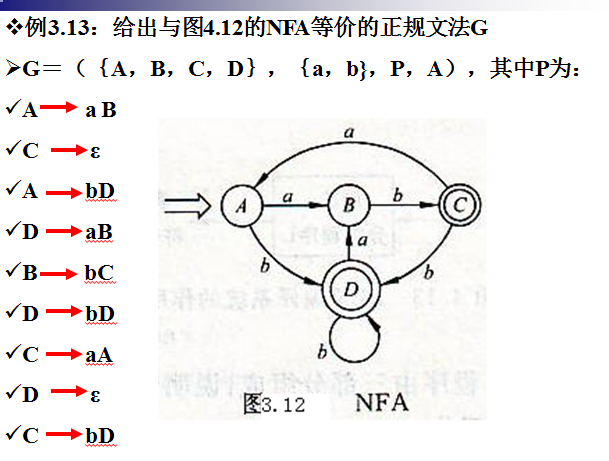 ❖例3.13：给出与图4.12的NFA等价的正规文法G
➢G＝（｛A，B，C，D｝，｛a，b},P，A），其中P为：
✓A→ a B
✓C →ε
✓A →bD
✓D →aB
✓B→ bC
✓D →bD
✓C →aA
✓D →ε
✓C →bD
a
A a B b C
b a b
D
b
图3.12 NFA